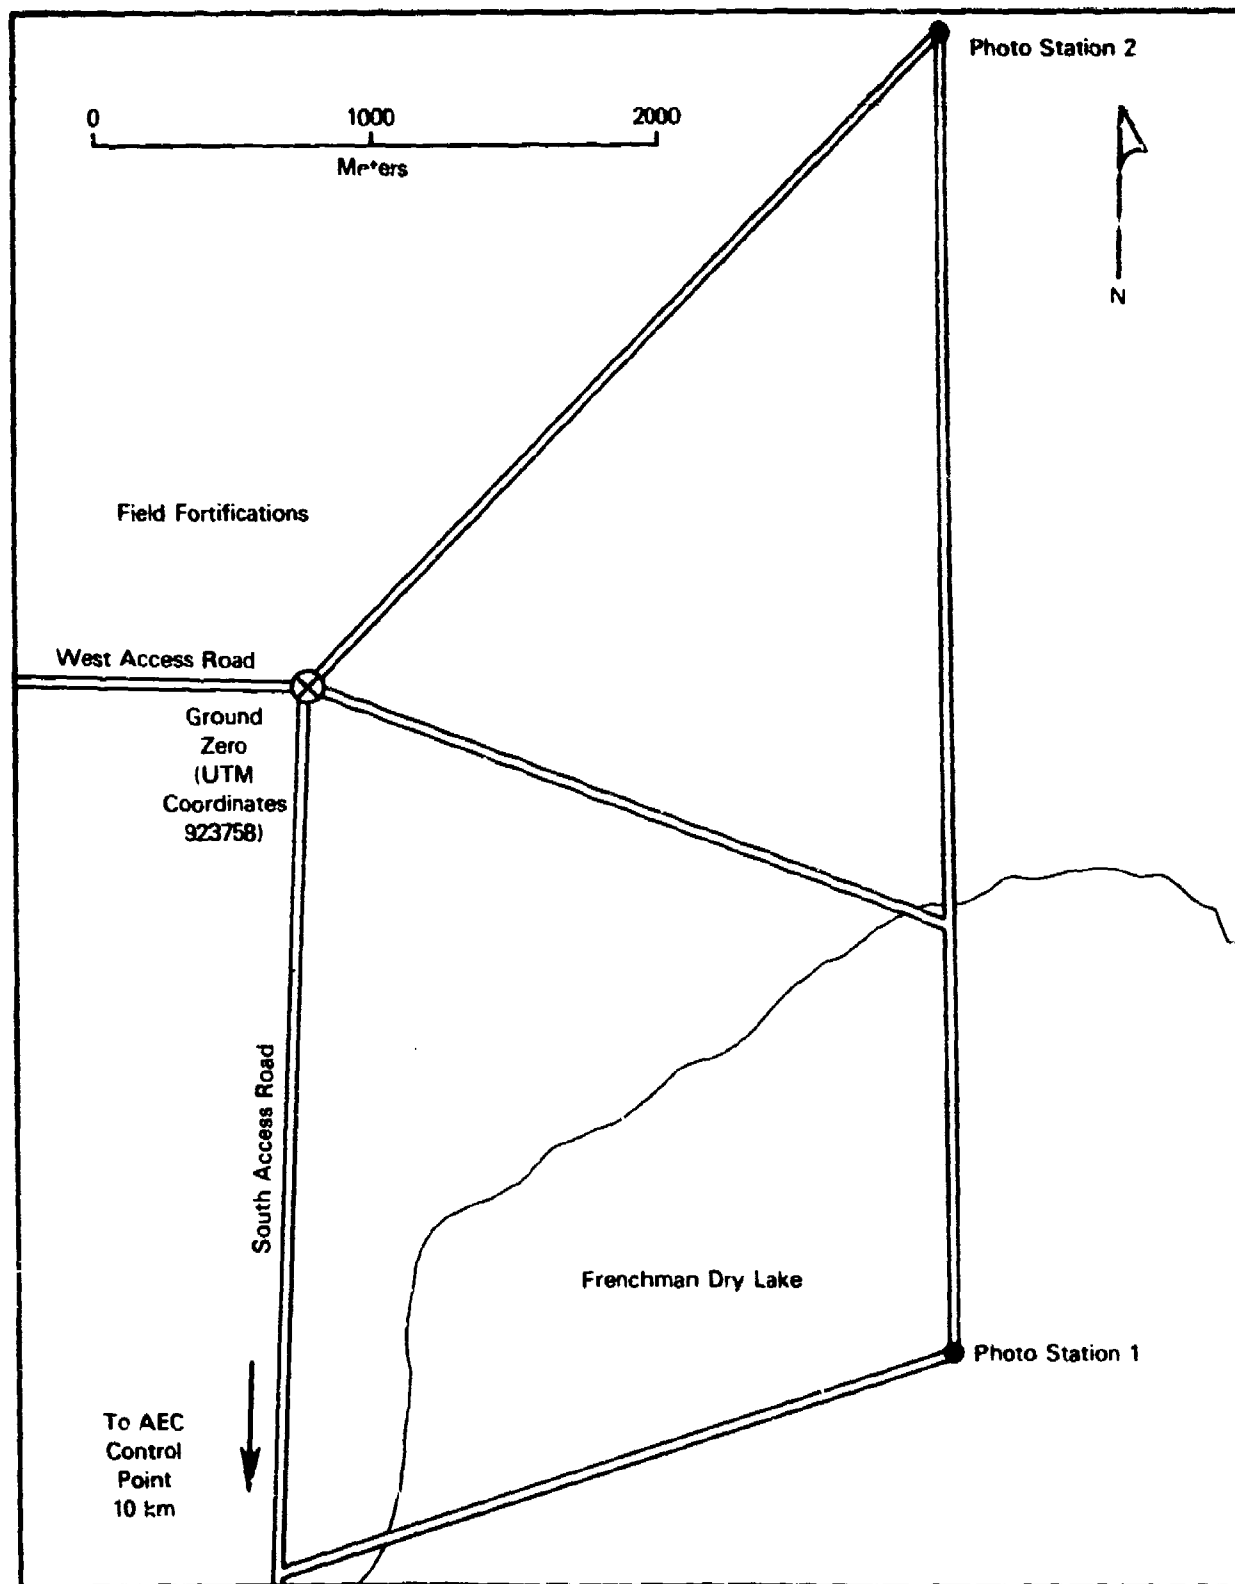 Photo Station 2
0 1000 2000
Meters
N
Field Fortifications
West Access Road
Ground
Zero
(UTM
Coordinates
923758)
South Access Road
Frenchman Dry Lake
Photo Station 1
To AEC
Control
Point
10 km